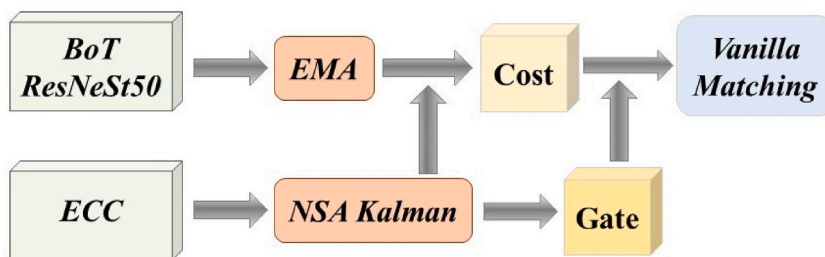 BoT
ResNeSt50
EMA
Cost
Vanilla
Matching
ECC
NSA Kalman
Gate